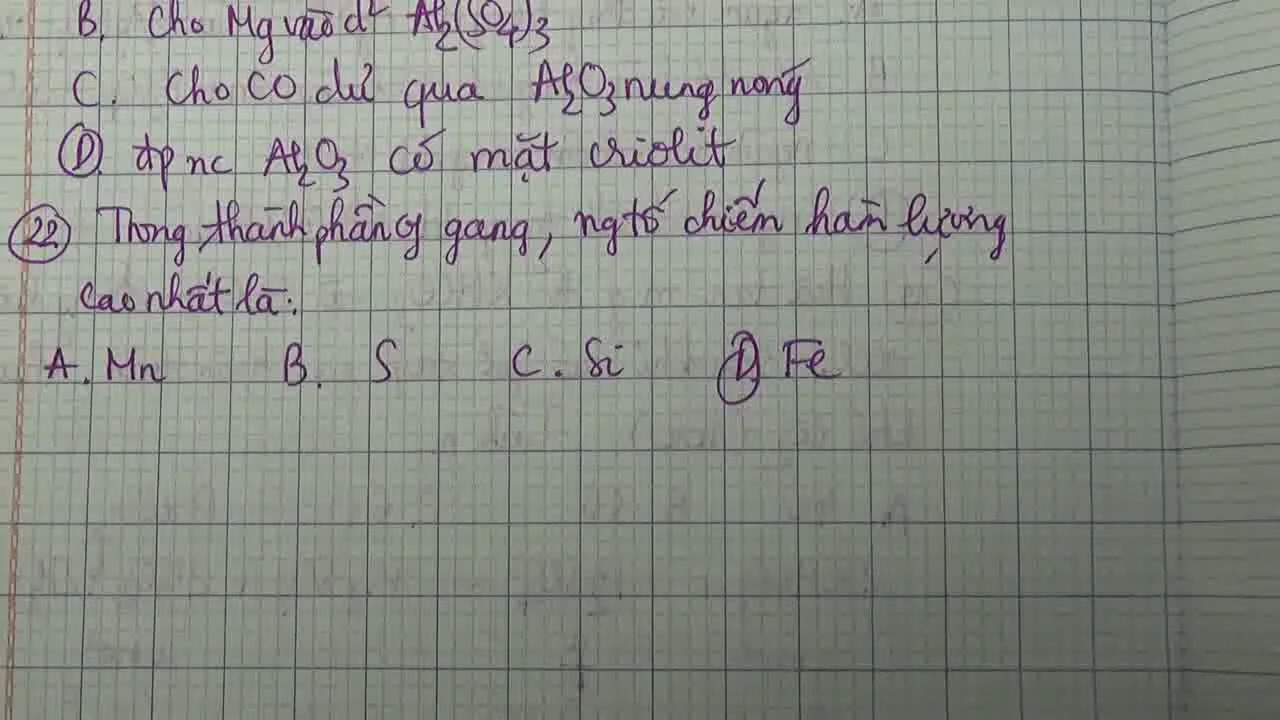 B. Cho Mg vào d² Al2(SO4)3
C. Cho CO dư qua Al2O3 nung nóng
D. đp nc Al2O3 có mặt criolit
22 Trong thành phần of gang, ngtố chiếm hàm lượng
cao nhất là:
A. Mn B. S C. Si D Fe